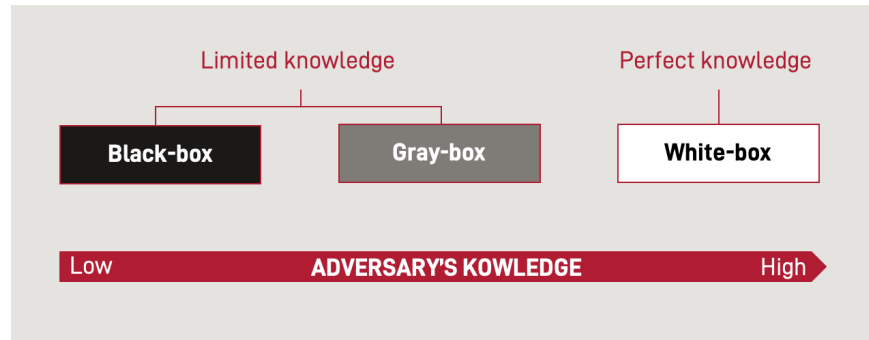 Limited knowledge
Perfect knowledge
Black-box
Gray-box
White-box
Low
ADVERSARY'S KOWLEDGE
High